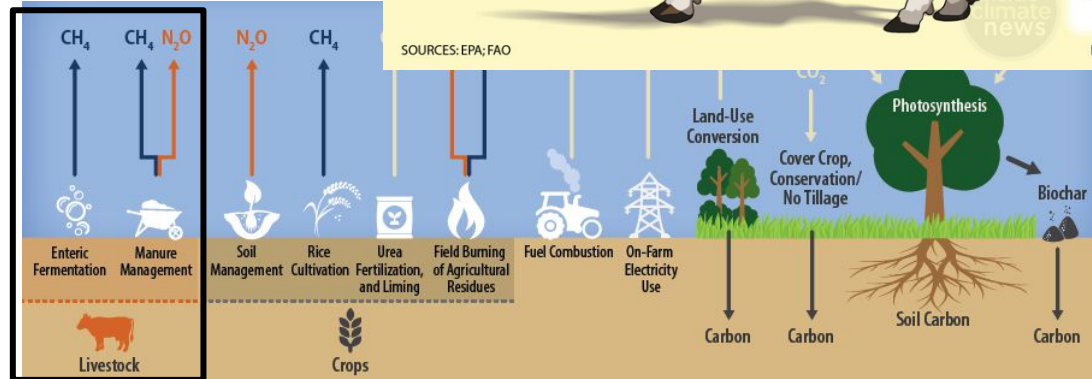 SOURCES: EPA; FAO
climate
news
CH₄
CH₄ N₂O
N₂O
CH₄
CO₂
Photosynthesis
Land-Use
Conversion
Cover Crop,
Conservation/
No Tillage
Biochar
Enteric
Fermentation
Manure
Management
Soil
Management
Rice
Cultivation
Urea
Fertilization,
and Liming
Field Burning
of Agricultural
Residues
Fuel Combustion
On-Farm
Electricity
Use
Carbon
Carbon
Soil Carbon
Carbon
Livestock
Crops